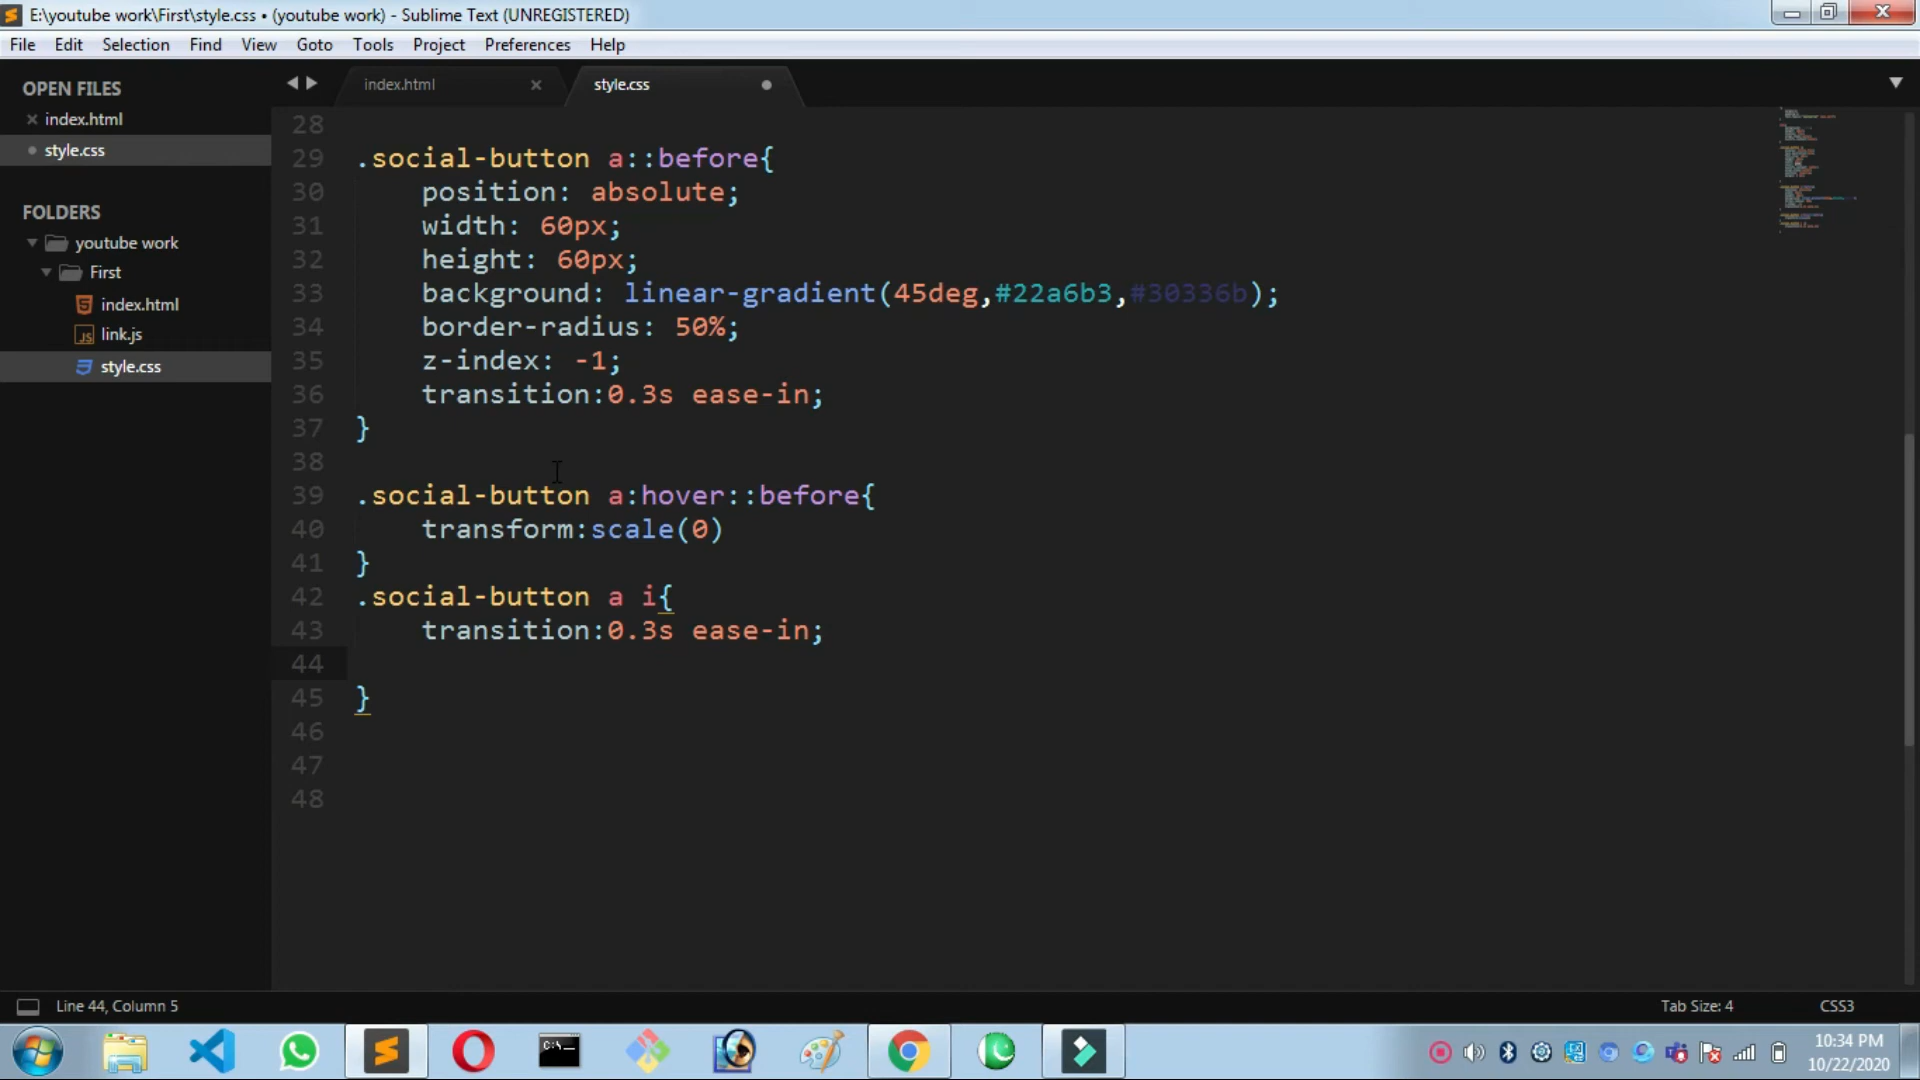 E:\youtube work\First\style.css • (youtube work) - Sublime Text (UNREGISTERED)
File Edit Selection Find View Goto Tools Project Preferences Help
OPEN FILES
index.html
style.css
FOLDERS
youtube work
First
index.html
JS link.js
style.css
index.html style.css
28
29 .social-button a::before{
30 position: absolute;
31 width: 60px;
32 height: 60px;
33 background: linear-gradient(45deg,#22a6b3,#30336b);
34 border-radius: 50%;
35 z-index: -1;
36 transition:0.3s ease-in;
37 }
38
39 .social-button a:hover::before{
40 transform:scale(0)
41 }
42 .social-button a i{
43 transition:0.3s ease-in;
44
45 }
46
47
48
Line 44, Column 5 Tab Size: 4 CSS3
C:\._
10:34 PM
10/22/2020